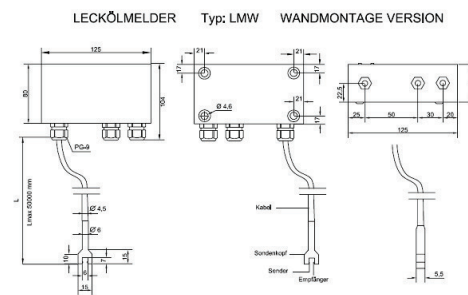 LECKÖLMELDER Typ: LMW WANDMONTAGE VERSION
125
80
104
PG-9
L
Lmax 50000 mm
Ø 4,5
Ø 6
10
7
15
6
15
21
17
17
Ø 4,6
21
17
Kabel
Sondenkopf
Sender
Empfänger
22,5
25
50
30
20
125
5,5